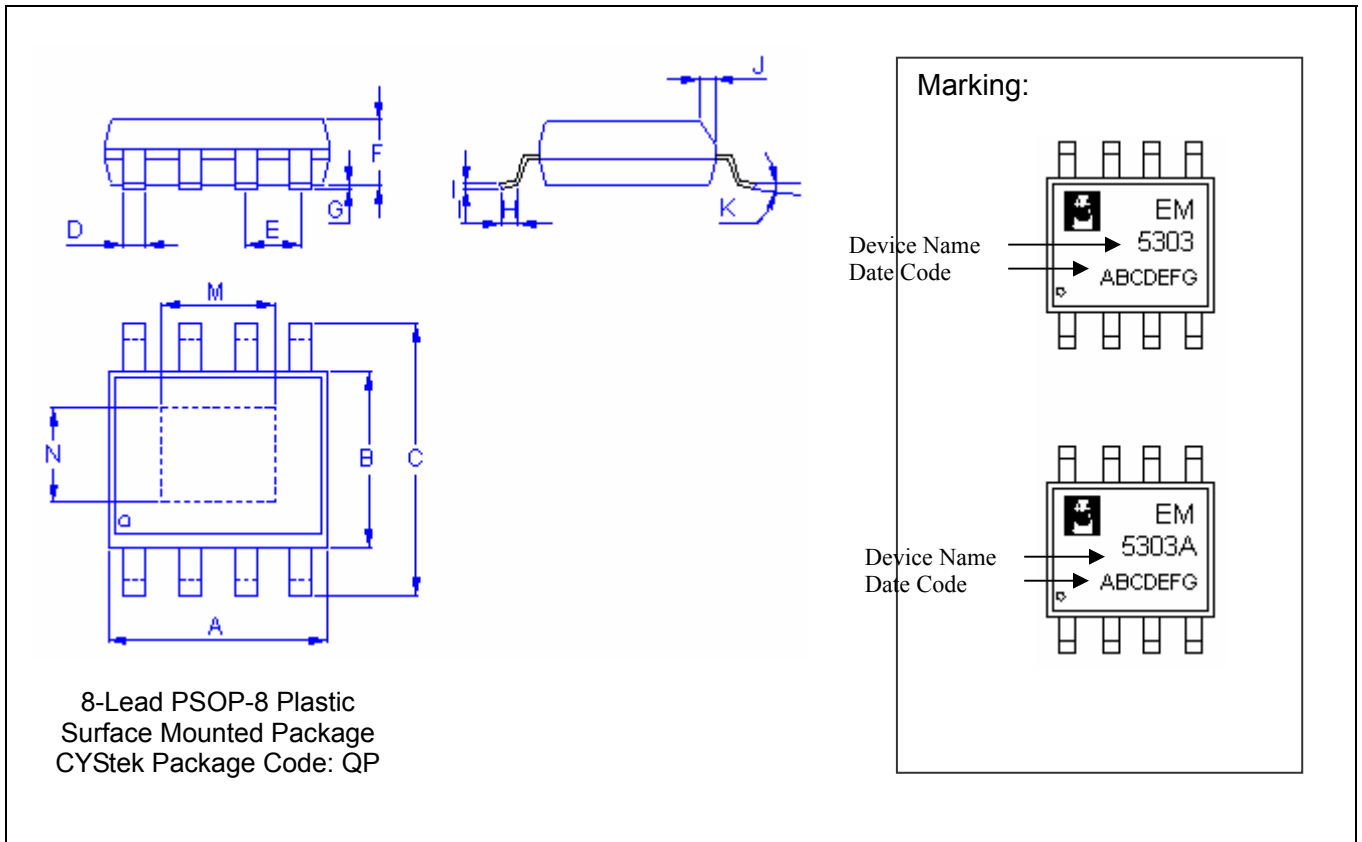 J
F
G
D
E
I
H
K
M
N
B
C
A
8-Lead PSOP-8 Plastic
Surface Mounted Package
CYStek Package Code: QP
Marking:
EM
5303
ABCDEFG
Device Name
Date Code
EM
5303A
ABCDEFG
Device Name
Date Code